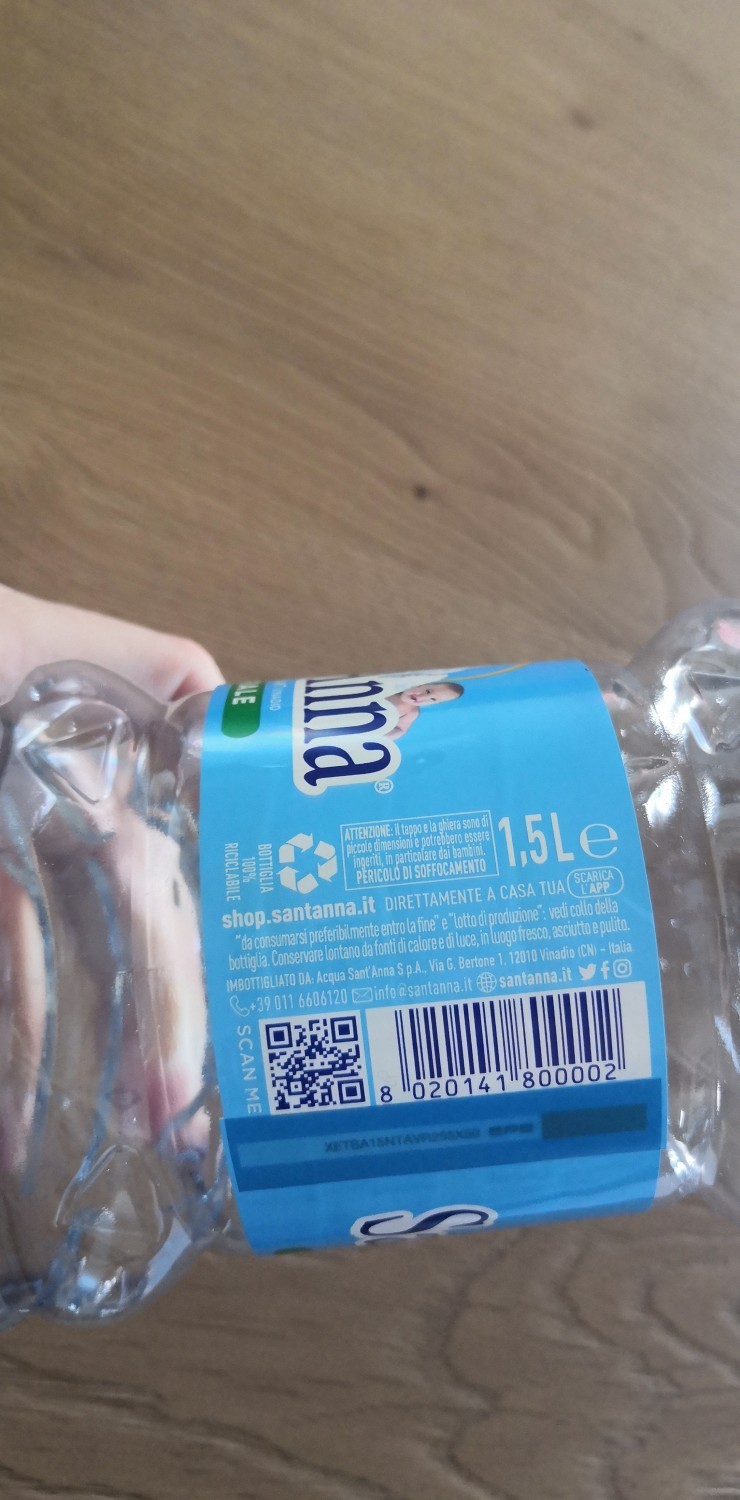 ALE
nna®
ATTENZIONE: il tappo e la ghiera sono di
piccole dimensioni e potrebbero essere
ingeriti, in particolare dai bambini.
PERICOLO DI SOFFOCAMENTO
1,5 L e
BOTTIGLIA
100%
RICICLABILE
shop.santanna.it DIRETTAMENTE A CASA TUA
SCARICA
L'APP
"da consumarsi preferibilmente entro la fine" e "lotto di produzione": vedi collo della
bottiglia. Conservare lontano da fonti di calore e di luce, in luogo fresco, asciutto e pulito.
IMBOTTIGLIATO DA: Acqua Sant'Anna S.p.A., Via G. Bertone 1, 12010 Vinadio (CN) - Italia
+39 011 6606120 info@santanna.it santanna.it
SCAN ME
8 020141 800002
S